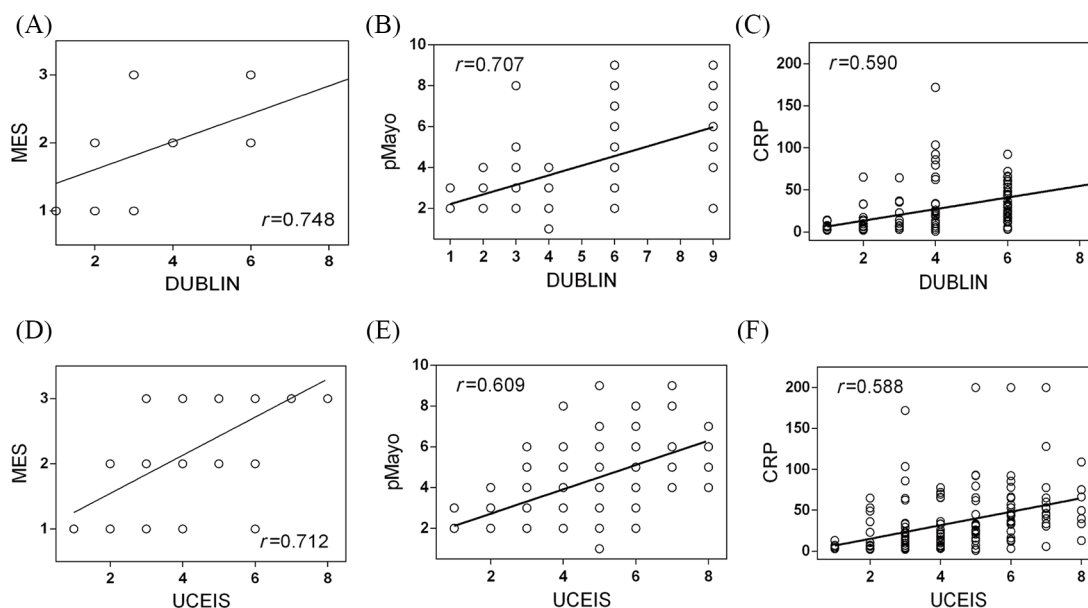 (A)
3
2
1
MES
r=0.748
2 4 6 8
DUBLIN
(B)
10
8
6
4
2
pMayo
r=0.707
1 2 3 4 5 6 7 8 9
DUBLIN
(C)
200
150
100
50
0
CRP
r=0.590
2 4 6 8
DUBLIN
(D)
3
2
1
MES
r=0.712
2 4 6 8
UCEIS
(E)
10
8
6
4
2
pMayo
r=0.609
2 4 6 8
UCEIS
(F)
200
150
100
50
0
CRP
r=0.588
2 4 6 8
UCEIS